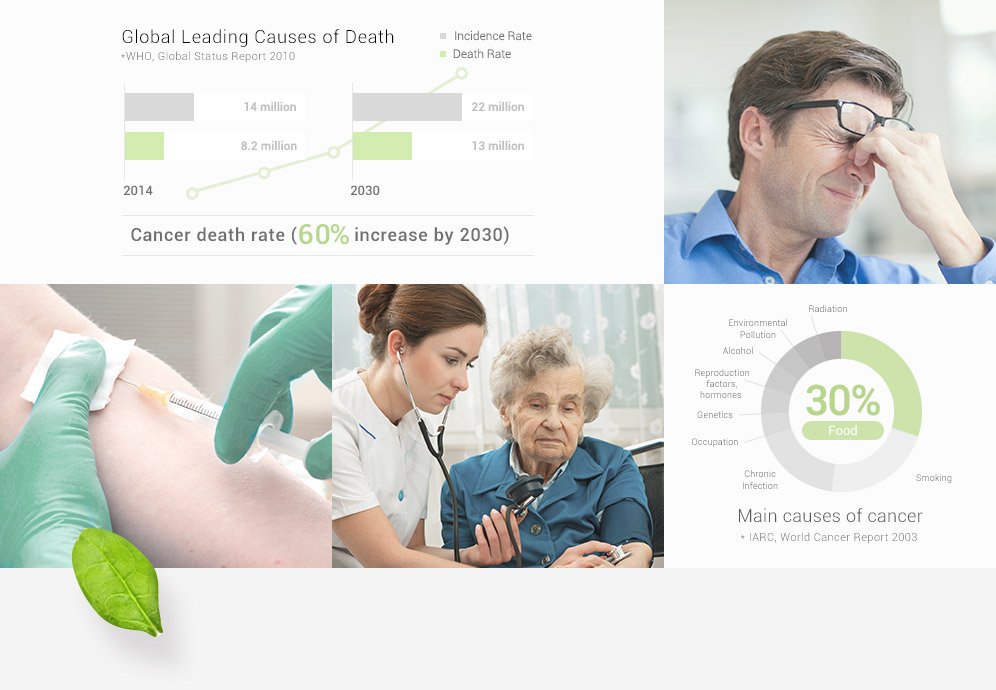 Global Leading Causes of Death
*WHO, Global Status Report 2010
Incidence Rate
Death Rate
14 million
8.2 million
2014
22 million
13 million
2030
Cancer death rate (60% increase by 2030)
Radiation
Environmental
Pollution
Alcohol
Reproduction
factors,
hormones
Genetics
Occupation
Chronic
Infection
Smoking
30%
Food
Main causes of cancer
* IARC, World Cancer Report 2003